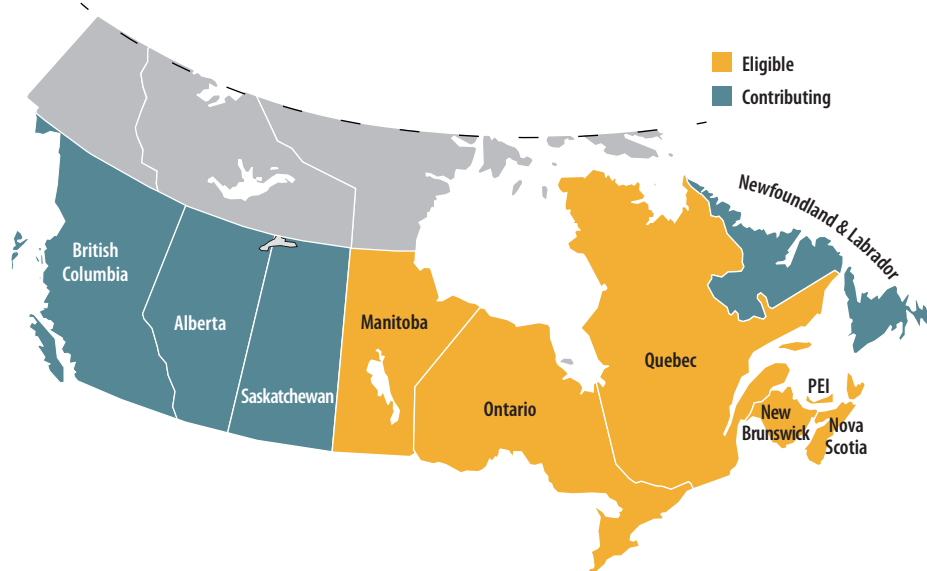 Eligible
Contributing
Newfoundland & Labrador
British
Columbia
Alberta
Saskatchewan
Manitoba
Ontario
Quebec
PEI
New
Brunswick
Nova
Scotia